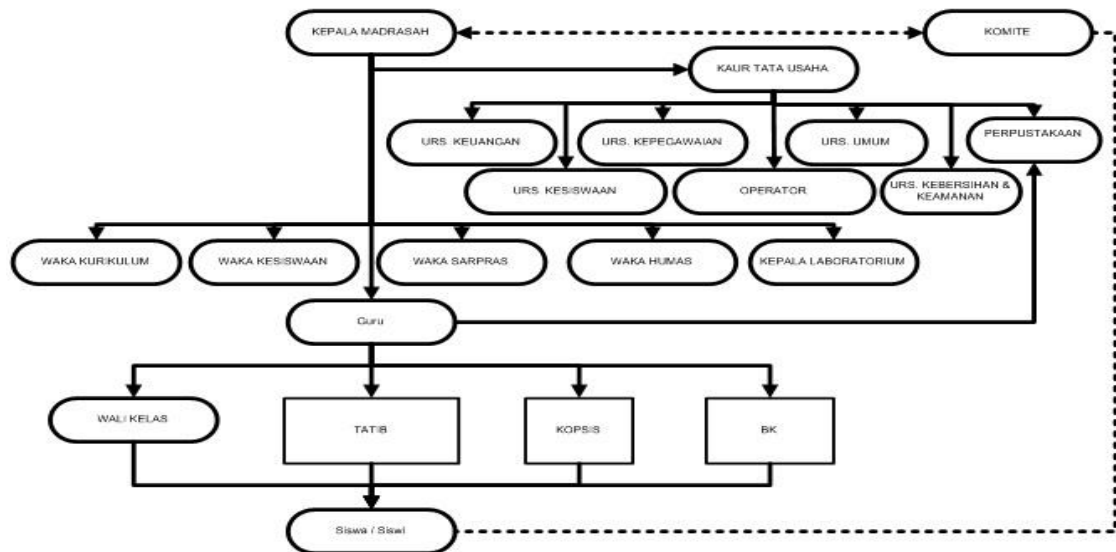 KEPALA MADRASAH
KOMITE
KAUR TATA USAHA
URS. KEUANGAN
URS. KEPEGAWAIAN
URS. UMUM
PERPUSTAKAAN
URS. KESISWAAN
OPERATOR
URS. KEBERSIHAN &
KEAMANAN
WAKA KURIKULUM
WAKA KESISWAAN
WAKA SARPRAS
WAKA HUMAS
KEPALA LABORATORIUM
Guru
WALI KELAS
TATIB
KOPSIS
BK
Siswa / Siswi